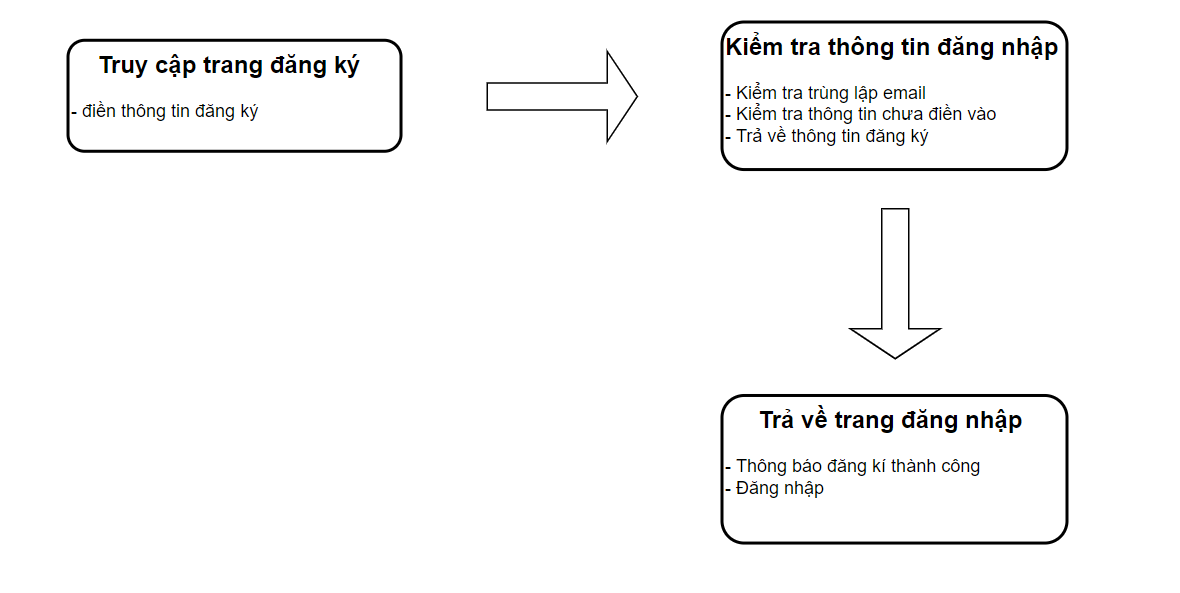 Truy cập trang đăng ký
- điền thông tin đăng ký
Kiểm tra thông tin đăng nhập
- Kiểm tra trùng lập email
- Kiểm tra thông tin chưa điền vào
- Trả về thông tin đăng ký
Trả về trang đăng nhập
- Thông báo đăng kí thành công
- Đăng nhập